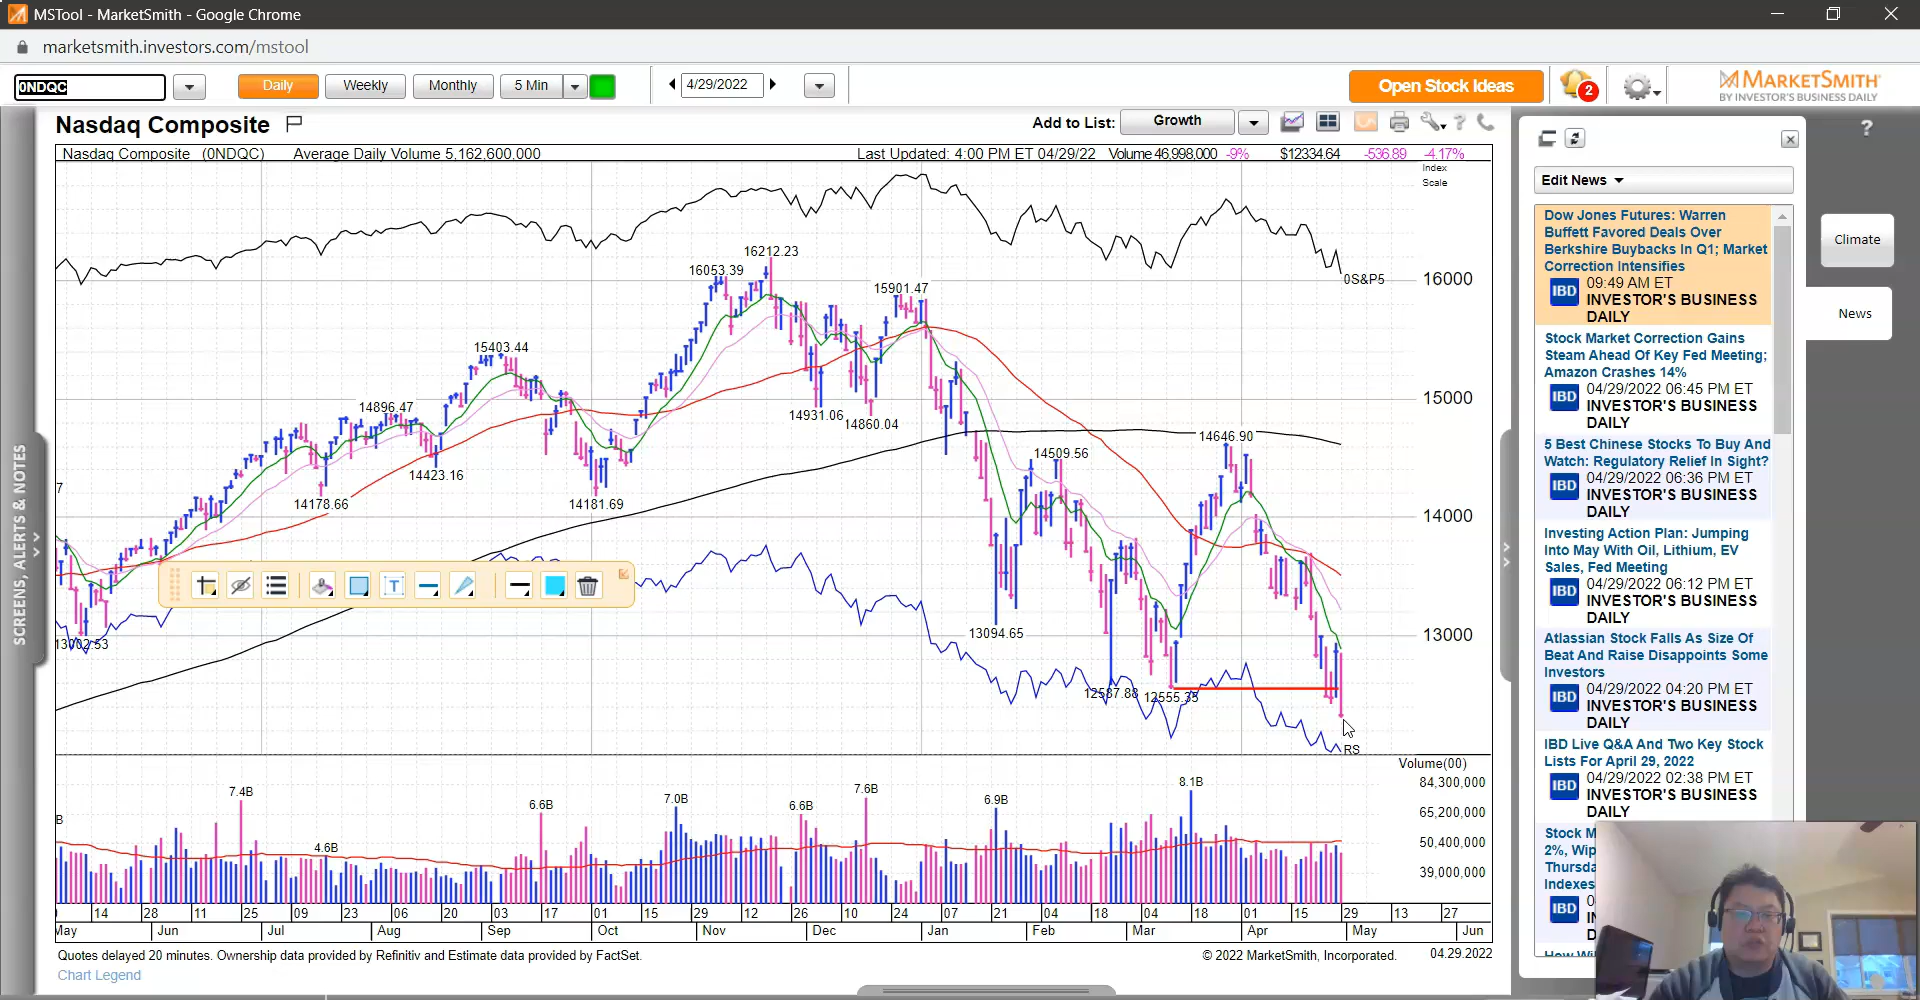 MSTool - MarketSmith - Google Chrome
marketsmith.investors.com/mstool
0NDQC
Daily
Weekly
Monthly
5 Min
4/29/2022
Open Stock Ideas
2
MARKETSMITH
BY INVESTOR'S BUSINESS DAILY
Nasdaq Composite
Add to List:
Growth
Nasdaq Composite (0NDQC) Average Daily Volume 5,162,600,000
Last Updated: 4:00 PM ET 04/29/22 Volume 46,998,000 -9% $12334.64 -536.89 -4.17%
Index
Scale
16212.23
16053.39
0S&P5
16000
15901.47
15403.44
15000
14896.47
14931.06
14860.04
14646.90
14509.56
14423.16
7
14178.66
14181.69
14000
13094.65
13000
13002.53
12587.88
12555.35
RS
Volume(00)
84,300,000
65,200,000
50,400,000
39,000,000
B
7.4B
4.6B
6.6B
7.0B
6.6B
7.6B
6.9B
8.1B
14 28 11 25 09 23 06 20 03 17 01 15 29 12 26 10 24 07 21 04 18 04 18 01 15 29 13 27
May Jun Jul Aug Sep Oct Nov Dec Jan Feb Mar Apr May Jun
Quotes delayed 20 minutes. Ownership data provided by Refinitiv and Estimate data provided by FactSet.
© 2022 MarketSmith, Incorporated.
04.29.2022
Chart Legend
SCREENS, ALERTS & NOTES
Edit News
Dow Jones Futures: Warren
Buffett Favored Deals Over
Berkshire Buybacks In Q1; Market
Correction Intensifies
IBD
09:49 AM ET
INVESTOR'S BUSINESS
DAILY
Stock Market Correction Gains
Steam Ahead Of Key Fed Meeting;
Amazon Crashes 14%
IBD
04/29/2022 06:45 PM ET
INVESTOR'S BUSINESS
DAILY
5 Best Chinese Stocks To Buy And
Watch: Regulatory Relief In Sight?
IBD
04/29/2022 06:36 PM ET
INVESTOR'S BUSINESS
DAILY
Investing Action Plan: Jumping
Into May With Oil, Lithium, EV
Sales, Fed Meeting
IBD
04/29/2022 06:12 PM ET
INVESTOR'S BUSINESS
DAILY
Atlassian Stock Falls As Size Of
Beat And Raise Disappoints Some
Investors
IBD
04/29/2022 04:20 PM ET
INVESTOR'S BUSINESS
DAILY
IBD Live Q&A And Two Key Stock
Lists For April 29, 2022
IBD
04/29/2022 02:38 PM ET
INVESTOR'S BUSINESS
DAILY
Stock M
2%, Wip
Thursda
Indexes
IBD
Climate
News
?